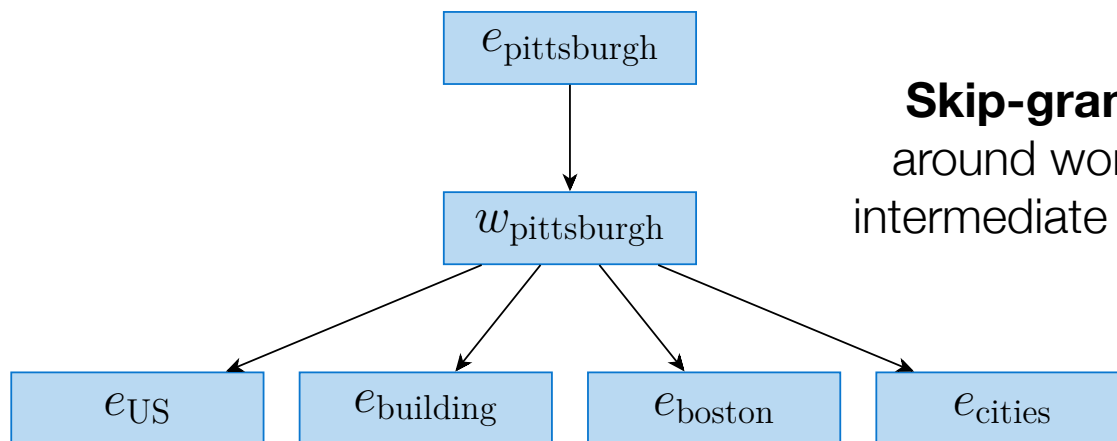 e_pittsburgh
Skip-gram
around wor
intermediate
w_pittsburgh
e_US e_building e_boston e_cities